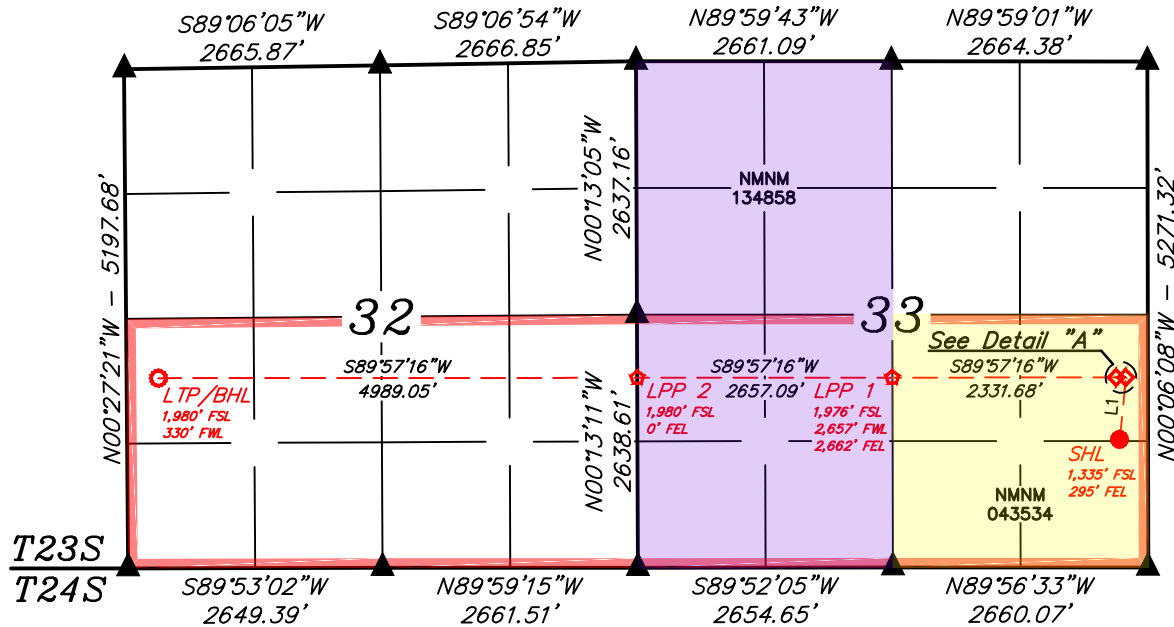 S89°06'05"W
2665.87'
S89°06'54"W
2666.85'
N89°59'43"W
2661.09'
N89°59'01"W
2664.38'
N00°27'21"W - 5197.68'
N00°13'05"W
2637.16'
NMNM
134858
N00°06'08"W - 5271.32'
32
33
See Detail "A"
S89°57'16"W
4989.05'
S89°57'16"W
2657.09'
S89°57'16"W
2331.68'
LTP/BHL
1,980' FSL
330' FWL
LPP 2
1,980' FSL
0' FEL
LPP 1
1,976' FSL
2,657' FWL
2,662' FEL
L1
N00°13'11"W
2638.61'
SHL
1,335' FSL
295' FEL
NMNM
043534
T23S
T24S
S89°53'02"W
2649.39'
N89°59'15"W
2661.51'
S89°52'05"W
2654.65'
N89°56'33"W
2660.07'